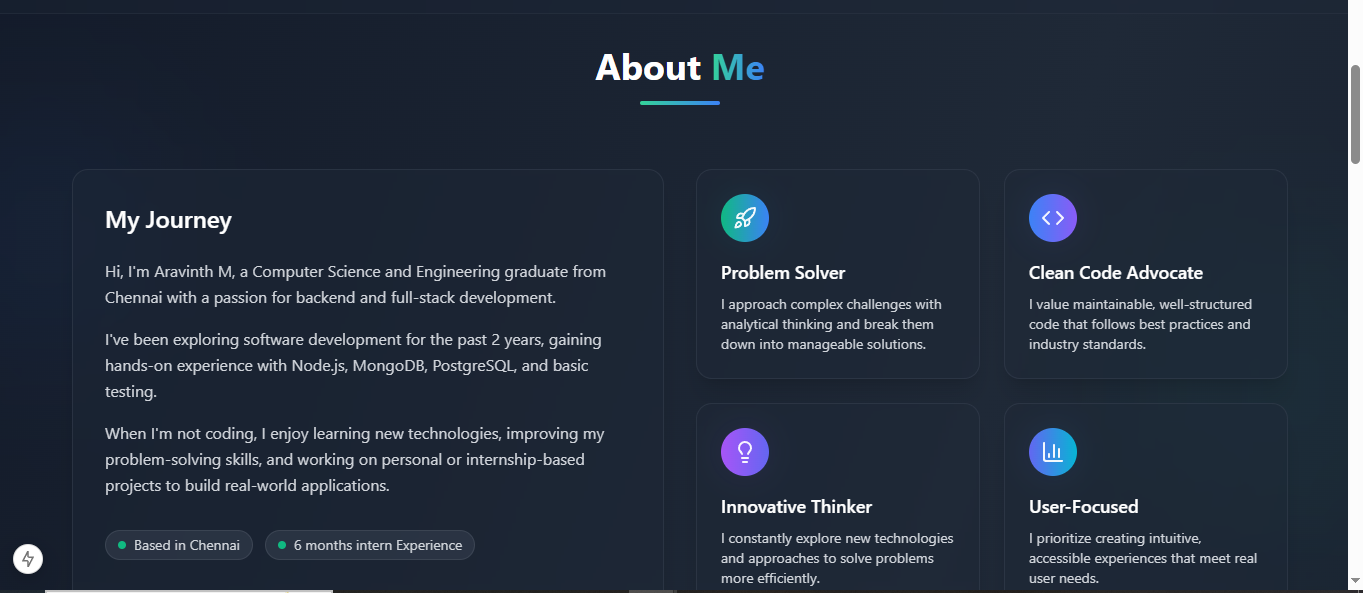 About Me
My Journey
Hi, I'm Aravinth M, a Computer Science and Engineering graduate from
Chennai with a passion for backend and full-stack development.
I've been exploring software development for the past 2 years, gaining
hands-on experience with Node.js, MongoDB, PostgreSQL, and basic
testing.
When I'm not coding, I enjoy learning new technologies, improving my
problem-solving skills, and working on personal or internship-based
projects to build real-world applications.
Based in Chennai
6 months intern Experience
Problem Solver
I approach complex challenges with
analytical thinking and break them
down into manageable solutions.
Clean Code Advocate
I value maintainable, well-structured
code that follows best practices and
industry standards.
Innovative Thinker
I constantly explore new technologies
and approaches to solve problems
more efficiently.
User-Focused
I prioritize creating intuitive,
accessible experiences that meet real
user needs.